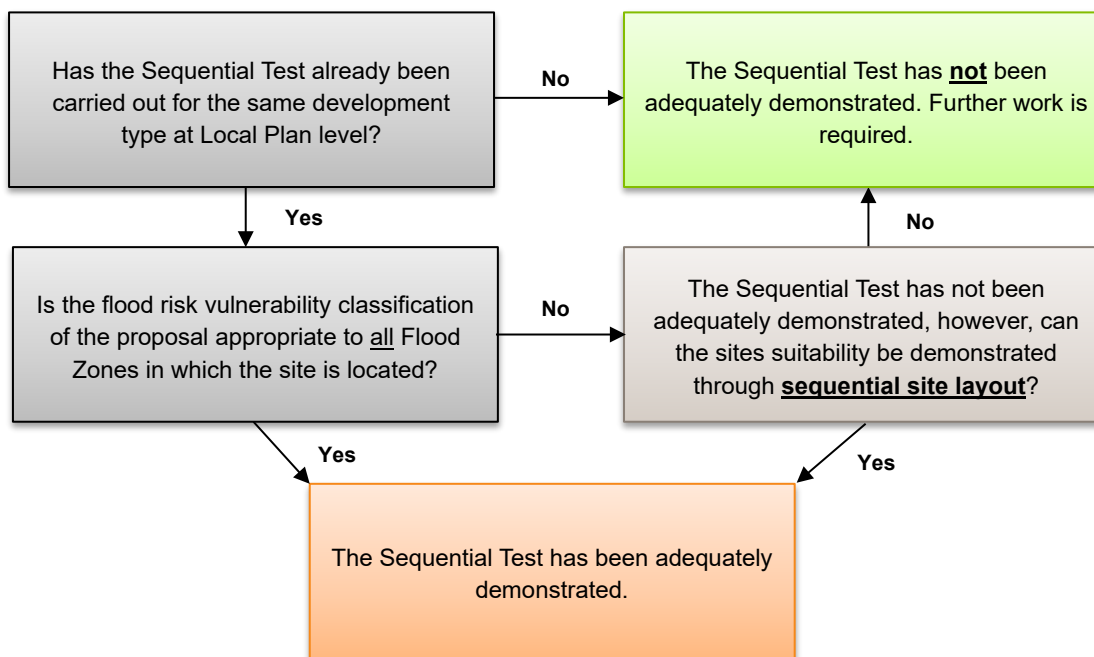 Has the Sequential Test already been
carried out for the same development
type at Local Plan level?
No
The Sequential Test has not been
adequately demonstrated. Further work is
required.
Yes
No
Is the flood risk vulnerability classification
of the proposal appropriate to all Flood
Zones in which the site is located?
No
The Sequential Test has not been
adequately demonstrated, however, can
the sites suitability be demonstrated
through sequential site layout?
Yes
Yes
The Sequential Test has been adequately
demonstrated.